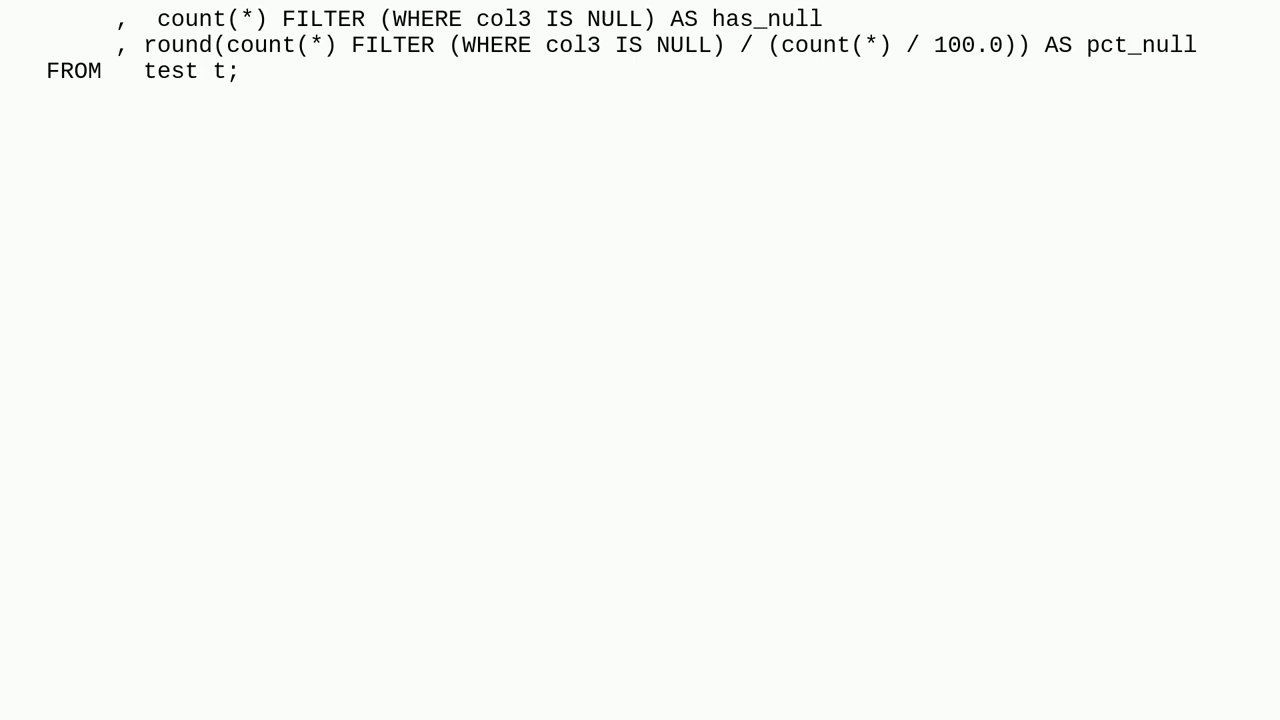 ,  count(*) FILTER (WHERE col3 IS NULL) AS has_null
, round(count(*) FILTER (WHERE col3 IS NULL) / (count(*) / 100.0)) AS pct_null
FROM   test t;